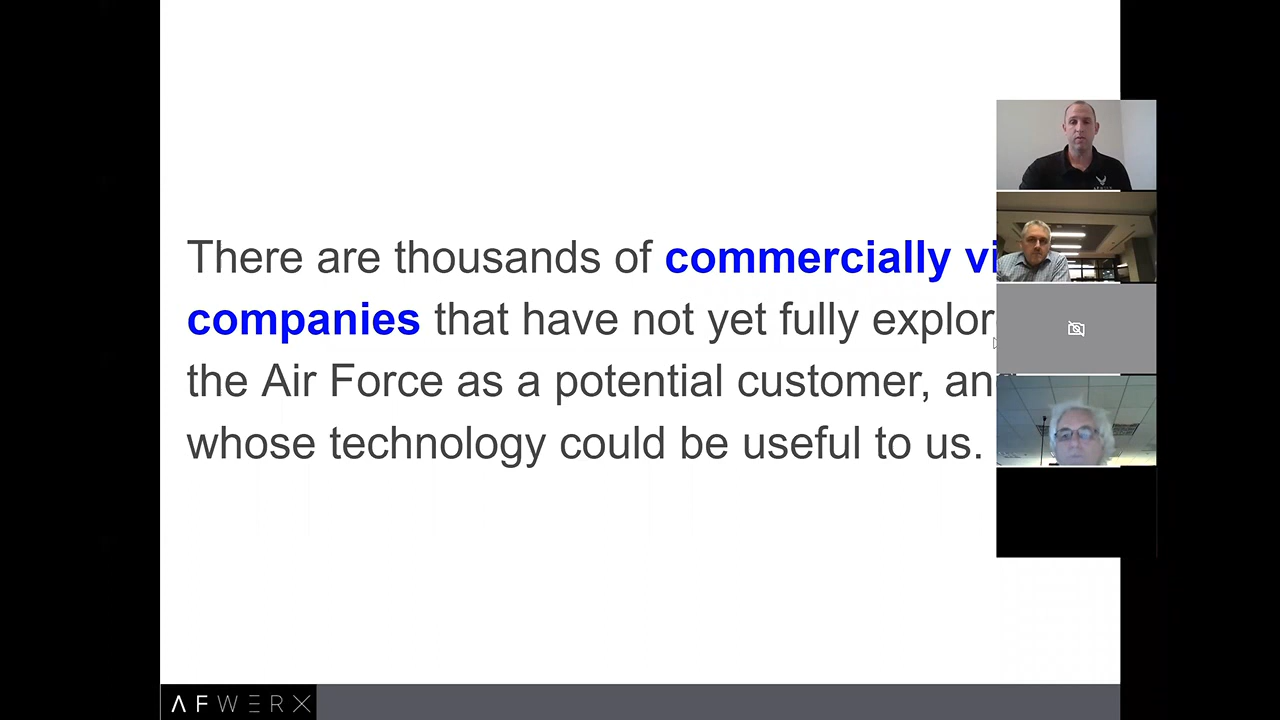 There are thousands of commercially vi
companies that have not yet fully explor
the Air Force as a potential customer, an
whose technology could be useful to us.
AFWERX